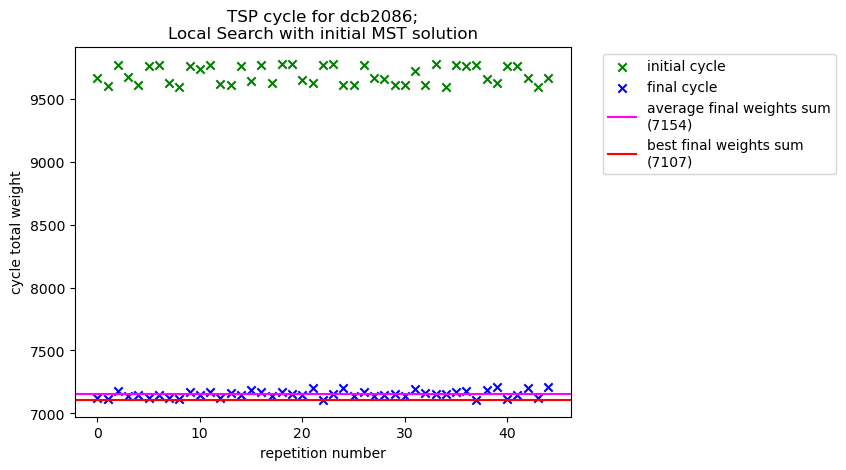 TSP cycle for dcb2086;
Local Search with initial MST solution
initial cycle
final cycle
average final weights sum
(7154)
best final weights sum
(7107)
cycle total weight
9500
9000
8500
8000
7500
7000
0 10 20 30 40
repetition number